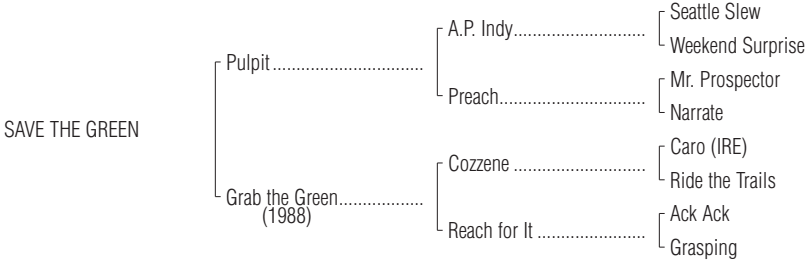 Seattle Slew
A.P. Indy..............................
Weekend Surprise
Pulpit..................................
Mr. Prospector
Preach.................................
Narrate
SAVE THE GREEN
Caro (IRE)
Cozzene ..............................
Ride the Trails
Grab the Green....................
(1988)
Ack Ack
Reach for It .........................
Grasping